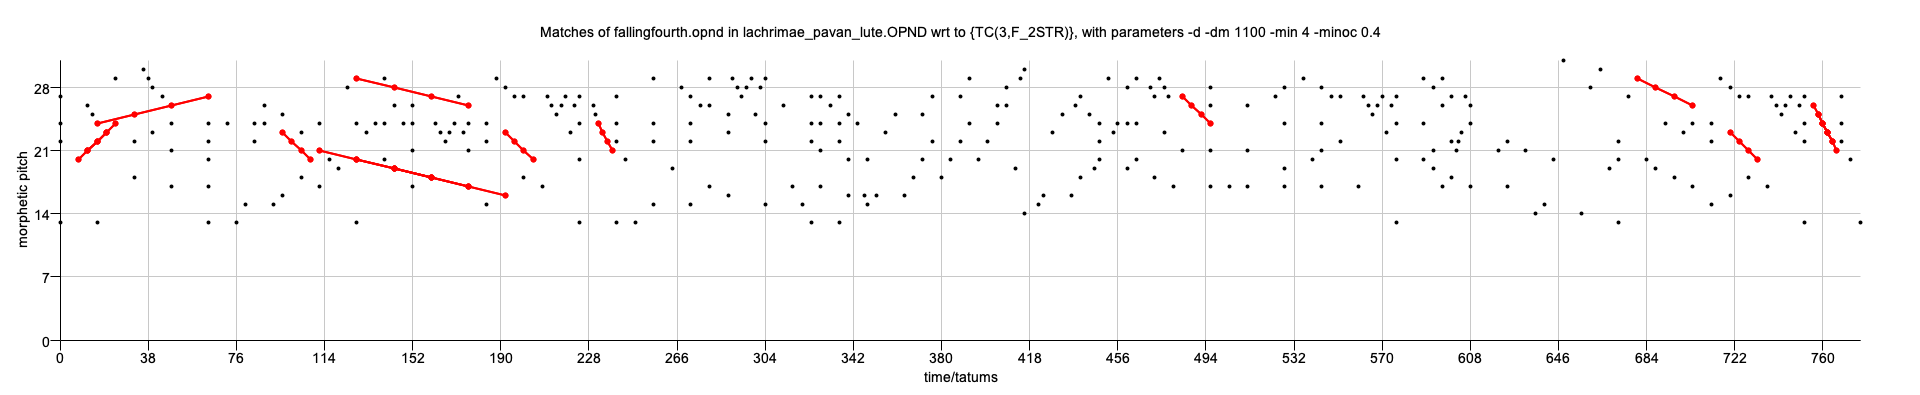 Matches of fallingfourth.opnd in lachrimae_pavan_lute.OPND wrt to {TC(3,F_2STR)}, with parameters -d -dm 1100 -min 4 -minoc 0.4
morphetic pitch
28
21
14
7
0
0 38 76 114 152 190 228 266 304 342 380 418 456 494 532 570 608 646 684 722 760
time/tatums